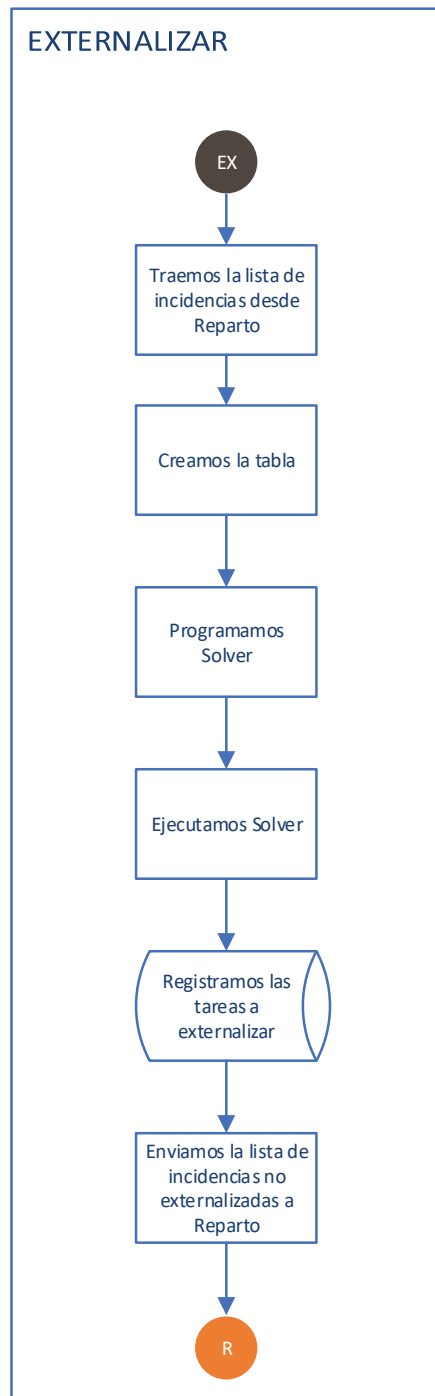 EXTERNALIZAR
EX
Traemos la lista de
incidencias desde
Reparto
Creamos la tabla
Programamos
Solver
Ejecutamos Solver
Registramos las
tareas a
externalizar
Enviamos la lista de
incidencias no
externalizadas a
Reparto
R